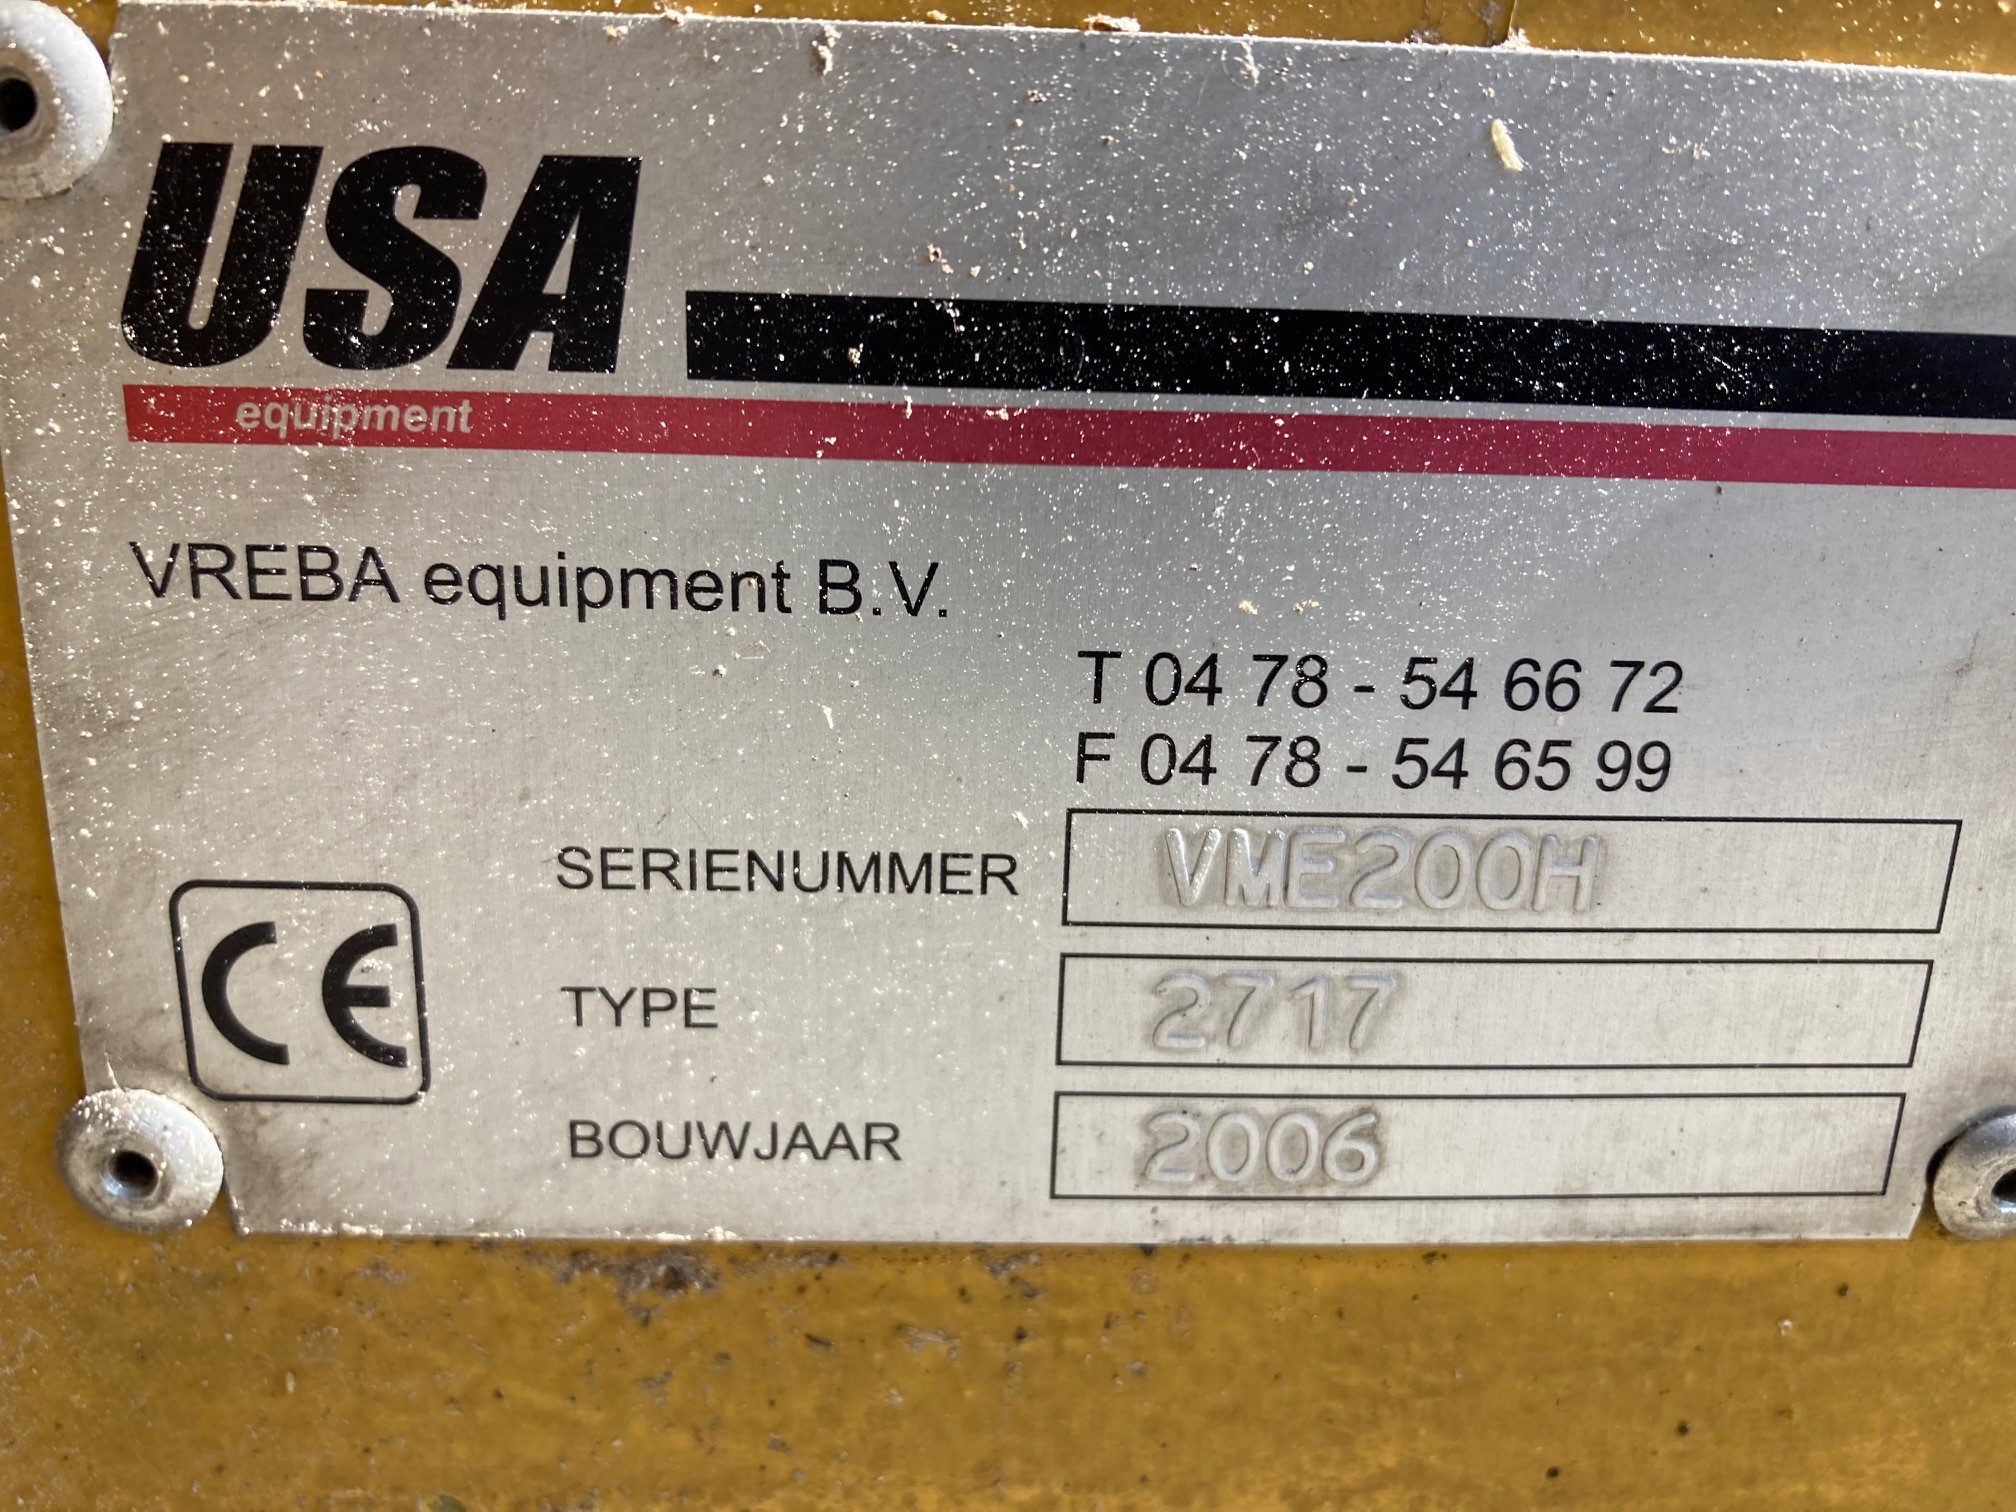 USA
equipment
VREBA equipment B.V.
T 04 78 - 54 66 72
F 04 78 - 54 65 99
SERIENUMMER VME200H
CE
TYPE 2717
BOUWJAAR 2006